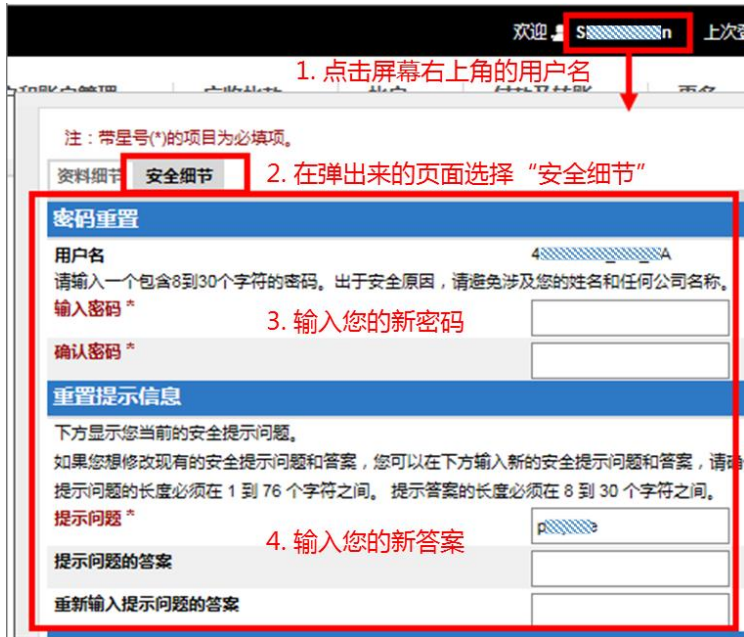 欢迎 S n 上次登
1. 点击屏幕右上角的用户名
注：带星号(*)的项目为必填项。
资料细节 安全细节 2. 在弹出来的页面选择“安全细节”
密码重置
用户名 4 A
请输入一个包含8到30个字符的密码。出于安全原因，请避免涉及您的姓名和任何公司名称。
输入密码 *
3. 输入您的新密码
确认密码 *
重置提示信息
下方显示您当前的安全提示问题。
如果您想修改现有的安全提示问题和答案，您可以在下方输入新的安全提示问题和答案，请确
提示问题的长度必须在 1 到 76 个字符之间。 提示答案的长度必须在 8 到 30 个字符之间。
提示问题 * p e
4. 输入您的新答案
提示问题的答案
重新输入提示问题的答案